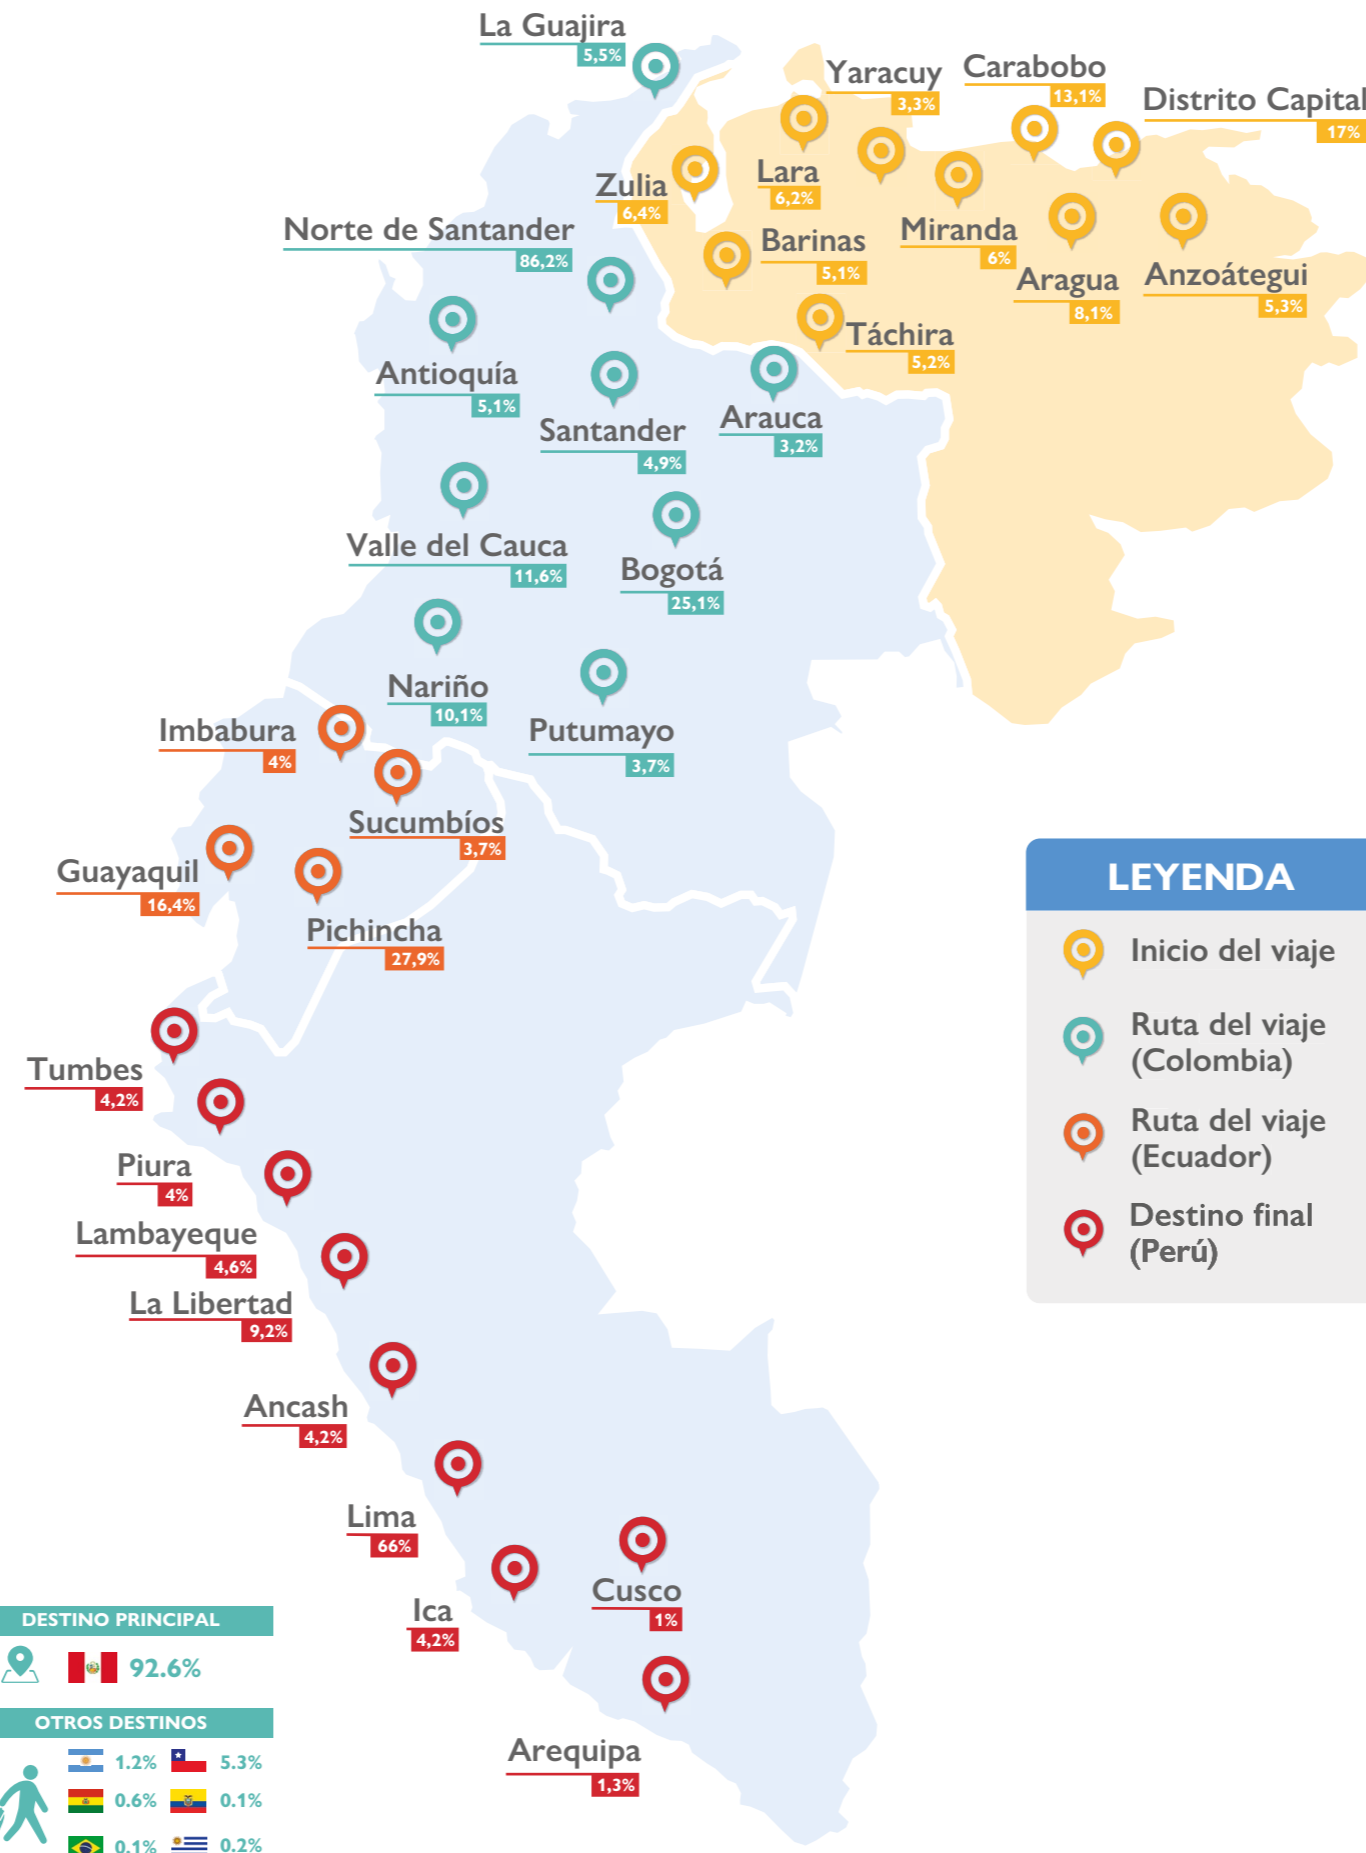 La Guajira
5,5%
Yaracuy
3,3%
Carabobo
13,1%
Distrito Capital
17%
Zulia
6,4%
Lara
6,2%
Norte de Santander
86,2%
Barinas
5,1%
Miranda
6%
Aragua
8,1%
Anzoátegui
5,3%
Táchira
5,2%
Antioquía
5,1%
Santander
4,9%
Arauca
3,2%
Valle del Cauca
11,6%
Bogotá
25,1%
Nariño
10,1%
Putumayo
3,7%
Imbabura
4%
Sucumbíos
3,7%
Guayaquil
16,4%
Pichincha
27,9%
LEYENDA
Inicio del viaje
Ruta del viaje
(Colombia)
Ruta del viaje
(Ecuador)
Destino final
(Perú)
Tumbes
4,2%
Piura
4%
Lambayeque
4,6%
La Libertad
9,2%
Ancash
4,2%
Lima
66%
Ica
4,2%
Cusco
1%
Arequipa
1,3%
DESTINO PRINCIPAL
92.6%
OTROS DESTINOS
1.2% 5.3%
0.6% 0.1%
0.1% 0.2%